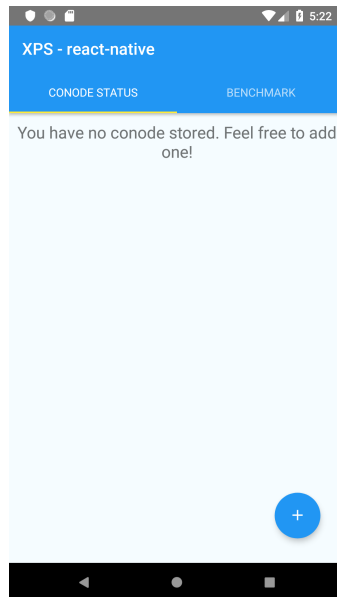 5:22
XPS - react-native
CONODE STATUS
BENCHMARK
You have no conode stored. Feel free to add
one!
+